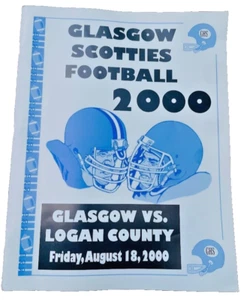 GLASGOW
SCOTTIES
FOOTBALL
2000
GLASGOW VS.
LOGAN COUNTY
Friday, August 18, 2000